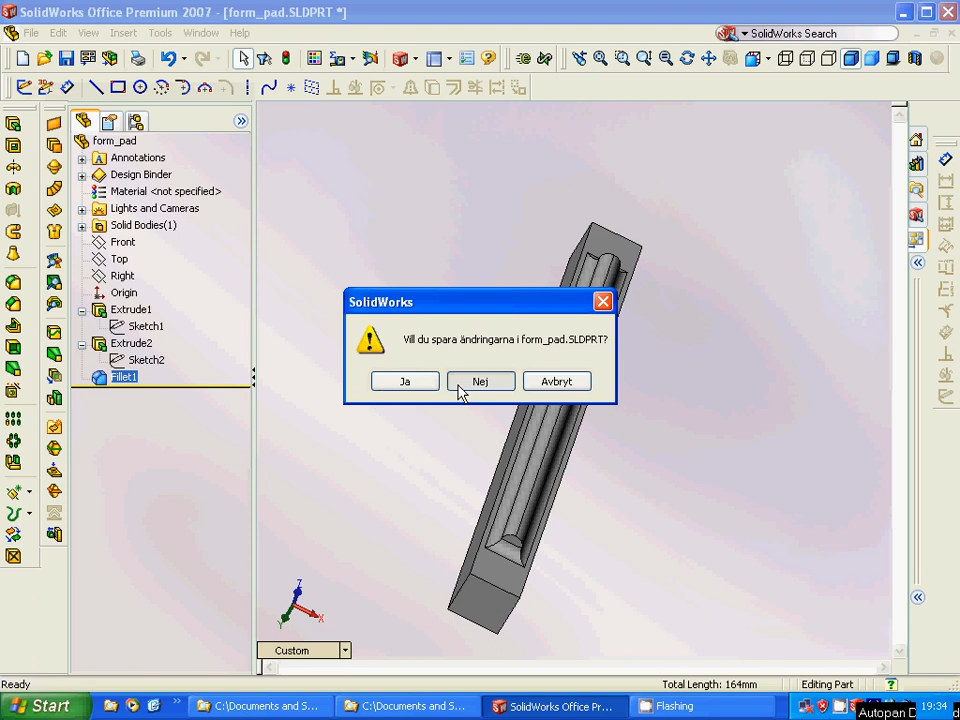 SolidWorks Office Premium 2007 - [form_pad.SLDPRT *]
File Edit View Insert Tools Window Help
SolidWorks Search
form_pad
Annotations
Design Binder
Material <not specified>
Lights and Cameras
Solid Bodies(1)
Front
Top
Right
Origin
Extrude1
Sketch1
Extrude2
Sketch2
Fillet1
SolidWorks
Vill du spara ändringarna i form_pad.SLDPRT?
Ja Nej Avbryt
Z
X
Y
Custom
Ready Total Length: 164mm Editing Part
Start C:\Documents and S... C:\Documents and S... SolidWorks Office Pr... Flashing 19:34
Autopan D